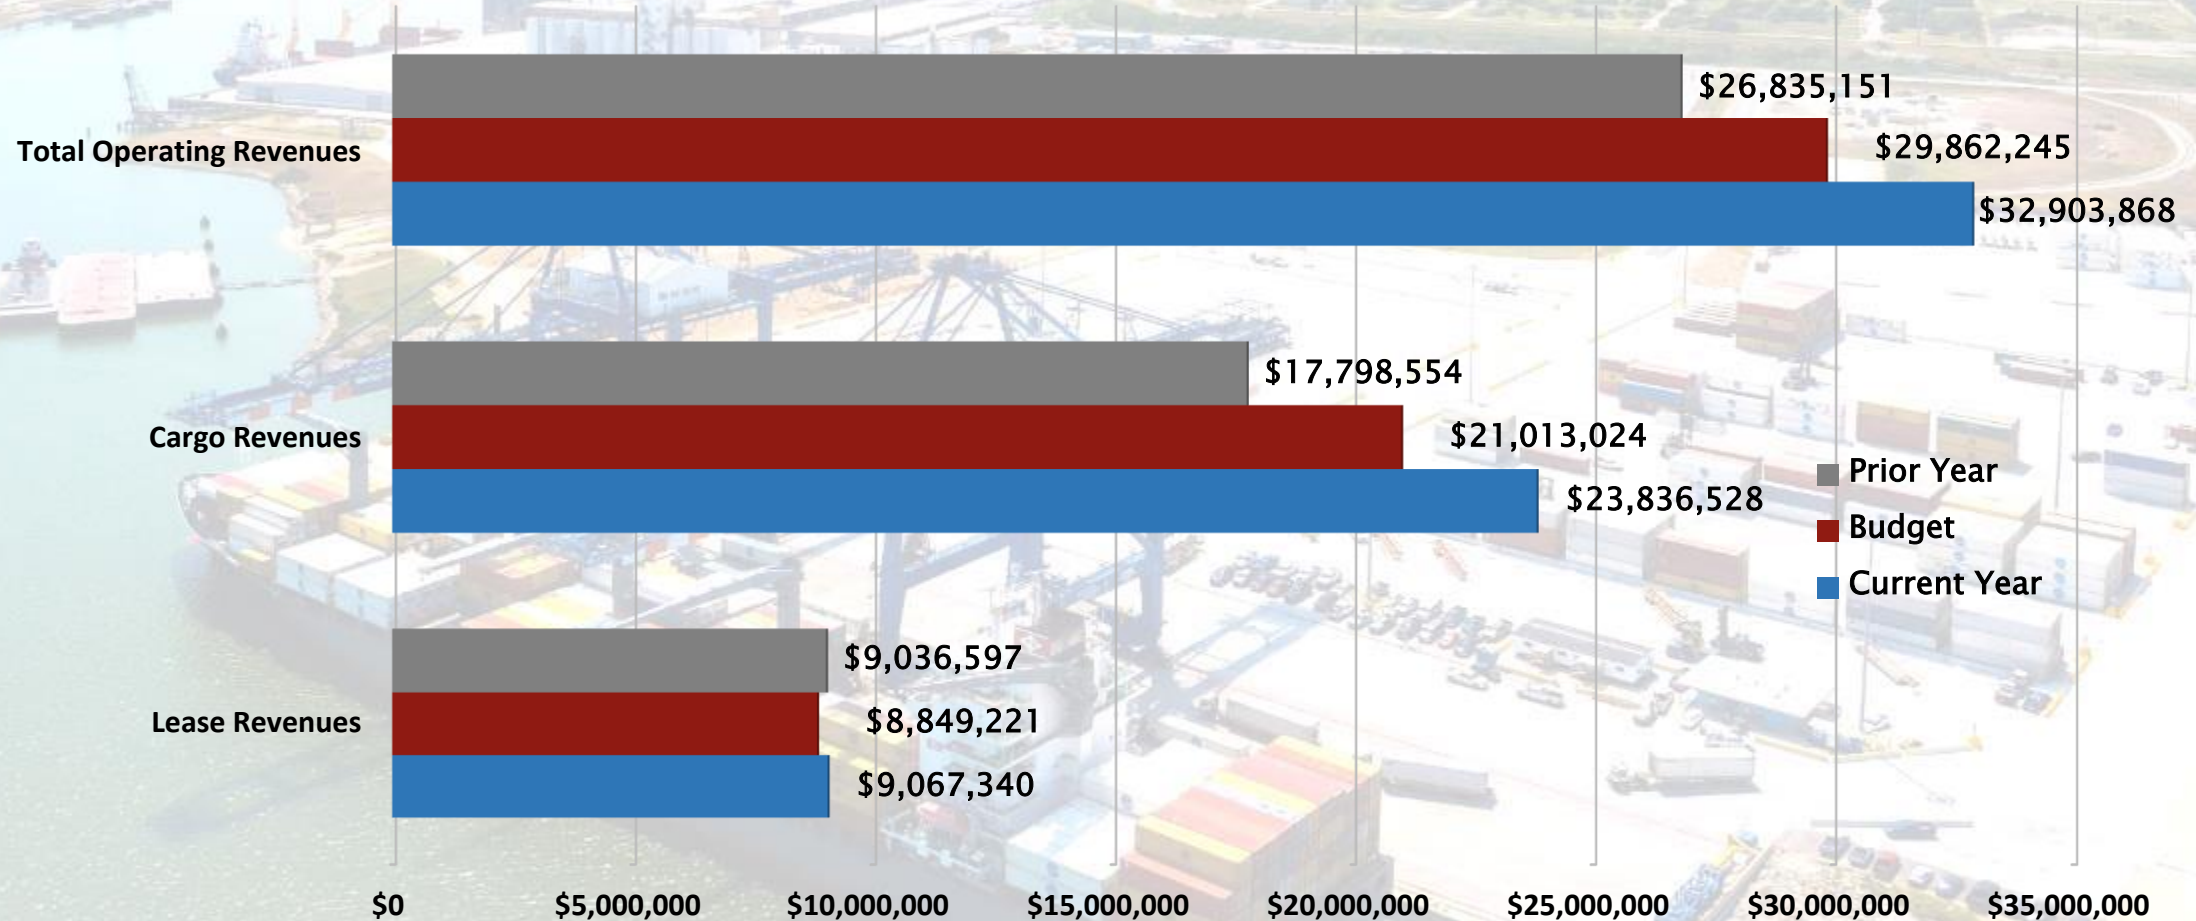 $26,835,151
Total Operating Revenues
$29,862,245
$32,903,868
$17,798,554
Cargo Revenues
$21,013,024
$23,836,528
Prior Year
Budget
Current Year
$9,036,597
Lease Revenues
$8,849,221
$9,067,340
$0 $5,000,000 $10,000,000 $15,000,000 $20,000,000 $25,000,000 $30,000,000 $35,000,000